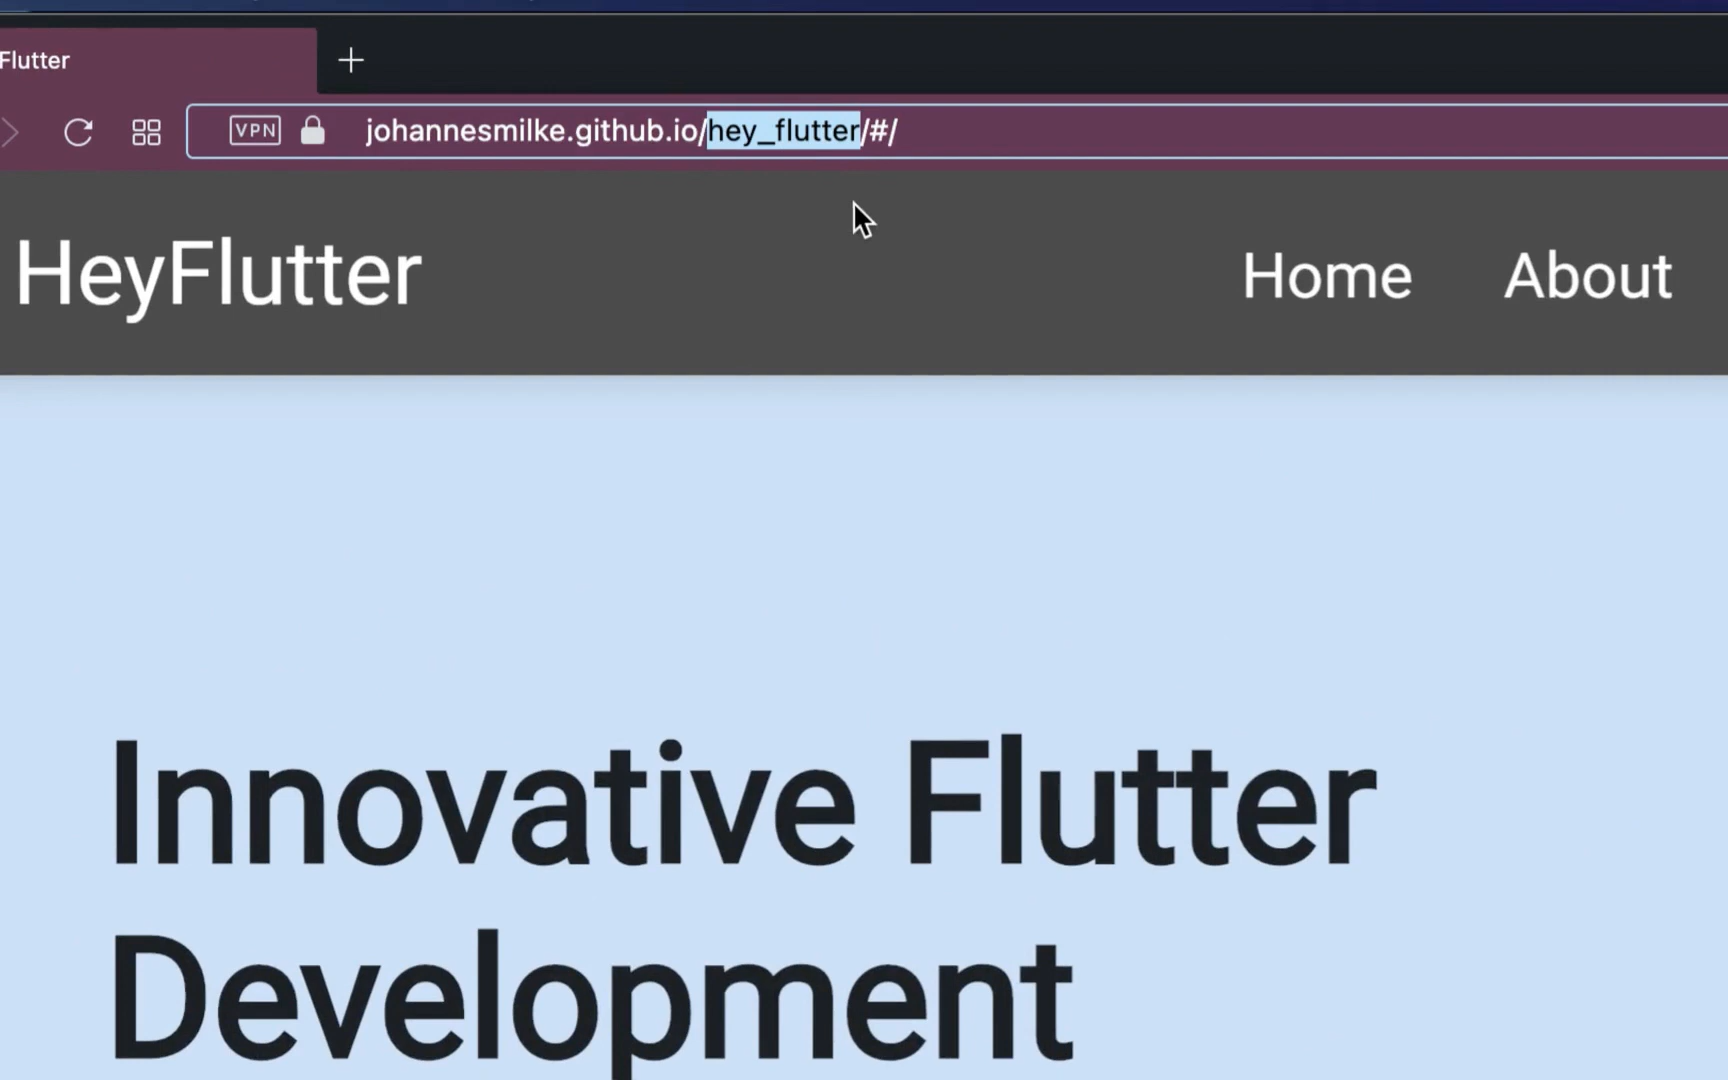 Flutter
VPN johannesmilke.github.io/hey_flutter/#/
HeyFlutter Home About
Innovative Flutter
Development